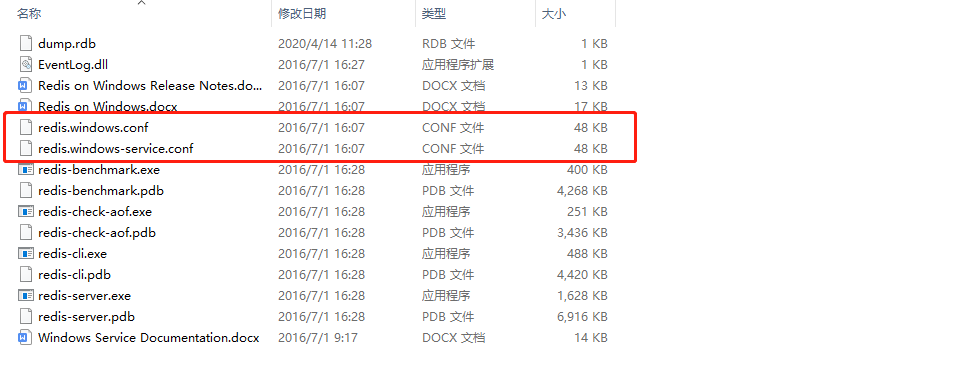 名称 修改日期 类型 大小
dump.rdb 2020/4/14 11:28 RDB 文件 1 KB
EventLog.dll 2016/7/1 16:27 应用程序扩展 1 KB
Redis on Windows Release Notes.do... 2016/7/1 16:07 DOCX 文档 13 KB
Redis on Windows.docx 2016/7/1 16:07 DOCX 文档 17 KB
redis.windows.conf 2016/7/1 16:07 CONF 文件 48 KB
redis.windows-service.conf 2016/7/1 16:07 CONF 文件 48 KB
redis-benchmark.exe 2016/7/1 16:28 应用程序 400 KB
redis-benchmark.pdb 2016/7/1 16:28 PDB 文件 4,268 KB
redis-check-aof.exe 2016/7/1 16:28 应用程序 251 KB
redis-check-aof.pdb 2016/7/1 16:28 PDB 文件 3,436 KB
redis-cli.exe 2016/7/1 16:28 应用程序 488 KB
redis-cli.pdb 2016/7/1 16:28 PDB 文件 4,420 KB
redis-server.exe 2016/7/1 16:28 应用程序 1,628 KB
redis-server.pdb 2016/7/1 16:28 PDB 文件 6,916 KB
Windows Service Documentation.docx 2016/7/1 9:17 DOCX 文档 14 KB